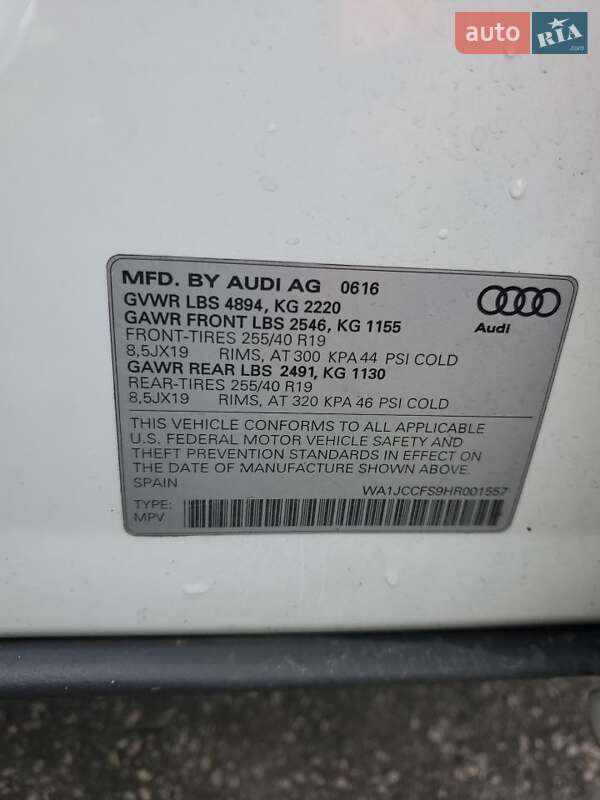 auto RIA.com
MFD. BY AUDI AG 0616
GVWR LBS 4894, KG 2220
GAWR FRONT LBS 2546, KG 1155
FRONT-TIRES 255/40 R19
8,5JX19 RIMS, AT 300 KPA 44 PSI COLD
GAWR REAR LBS 2491, KG 1130
REAR-TIRES 255/40 R19
8,5JX19 RIMS, AT 320 KPA 46 PSI COLD
Audi
THIS VEHICLE CONFORMS TO ALL APPLICABLE
U.S. FEDERAL MOTOR VEHICLE SAFETY AND
THEFT PREVENTION STANDARDS IN EFFECT ON
THE DATE OF MANUFACTURE SHOWN ABOVE.
SPAIN WA1JCCFS9HR001557
TYPE:
MPV